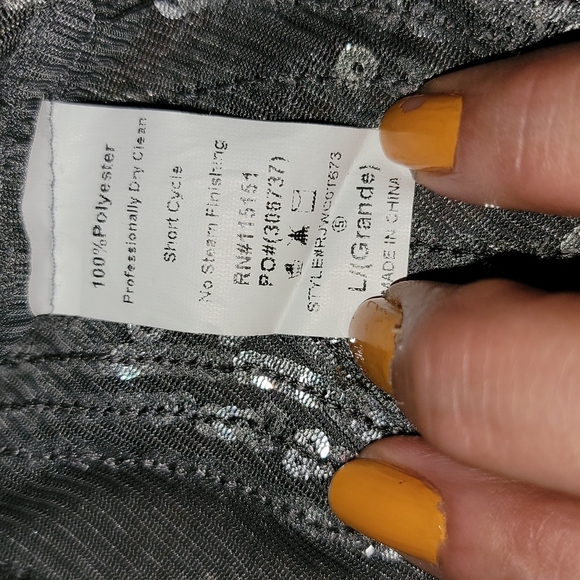 100%Polyester
Professionally Dry Clean
Short Cycle
No Steam Finishing
RN#115151
PO#(306737)
L/(Grande)
MADE IN CHINA